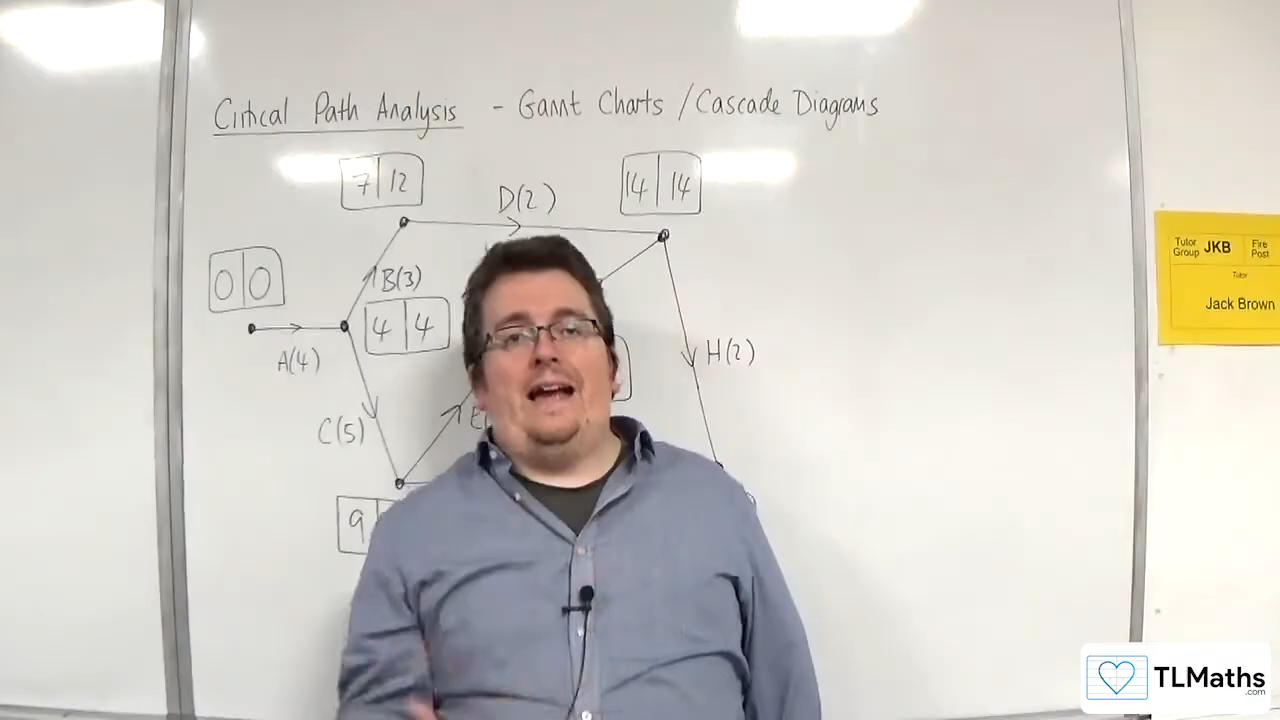 Critical Path Analysis - Gannt Charts / Cascade Diagrams
7 12
14 14
D(2)
0 0
B(3)
4 4
A(4)
H(2)
C(5)
9
Tutor Group JKB Fire Post
Tutor
Jack Brown
TLMaths
.com